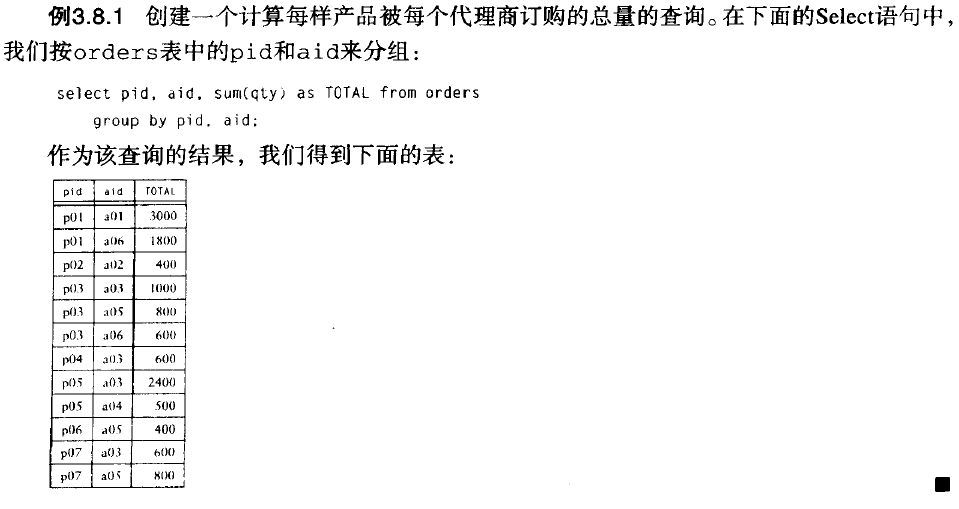 例3.8.1 创建一个计算每样产品被每个代理商订购的总量的查询。在下面的Select语句中，
我们按orders表中的pid和aid来分组：
select pid, aid, sum(qty) as TOTAL from orders
group by pid, aid;
作为该查询的结果，我们得到下面的表：
pid aid TOTAL
p01 a01 3000
p01 a06 1800
p02 a02 400
p03 a03 1000
p03 a05 800
p03 a06 600
p04 a03 600
p05 a03 2400
p05 a04 500
p06 a05 400
p07 a03 600
p07 a05 800